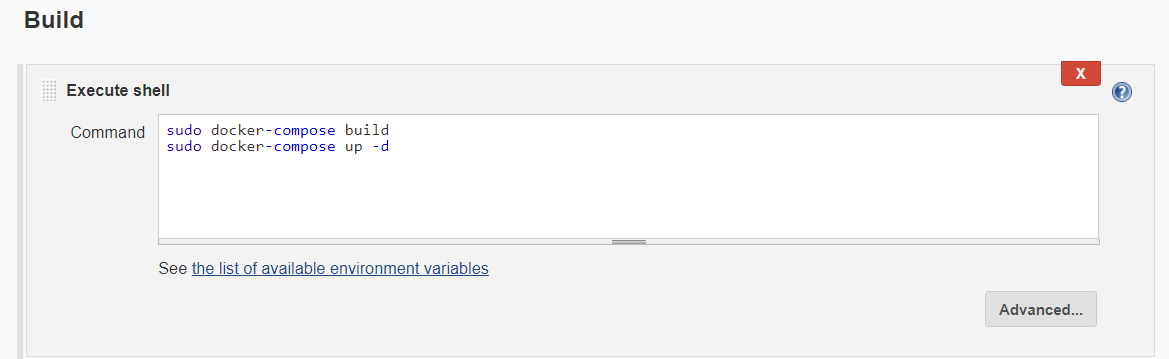 Build
X
Execute shell
?
Command
sudo docker-compose build
sudo docker-compose up -d
See the list of available environment variables
Advanced...